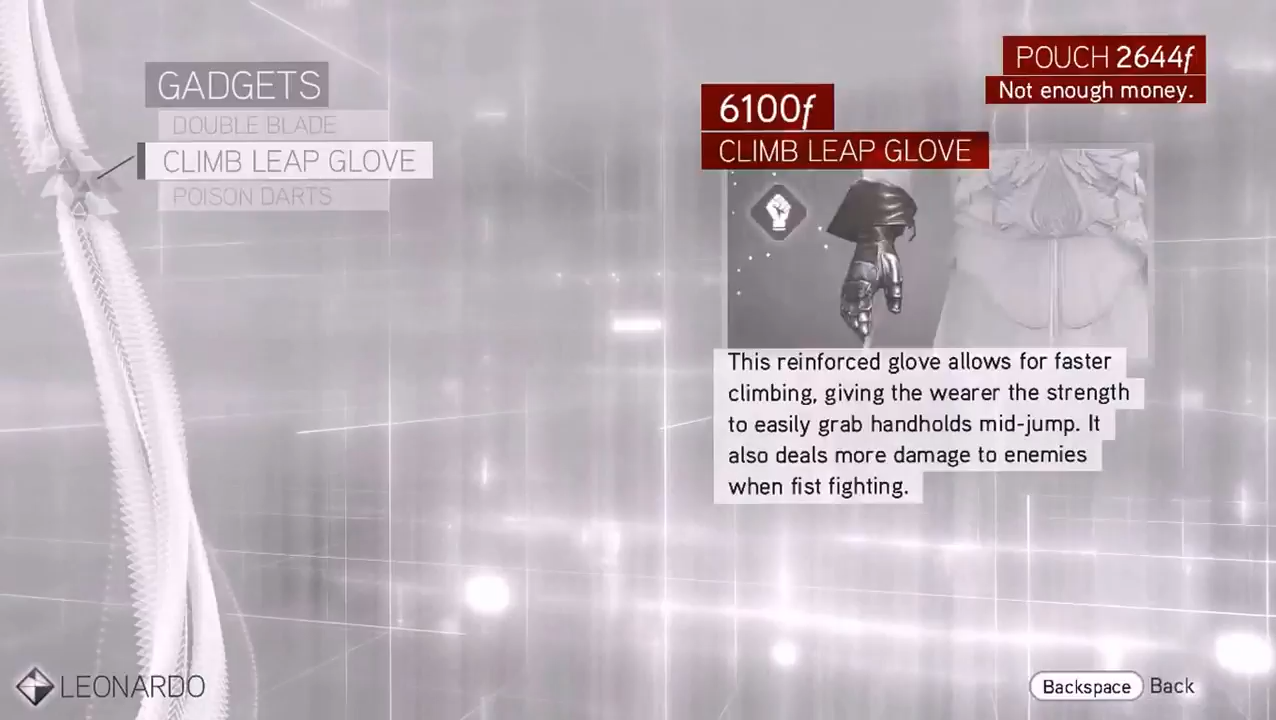 POUCH 2644f
Not enough money.
GADGETS
DOUBLE BLADE
CLIMB LEAP GLOVE
POISON DARTS
6100f
CLIMB LEAP GLOVE
This reinforced glove allows for faster
climbing, giving the wearer the strength
to easily grab handholds mid-jump. It
also deals more damage to enemies
when fist fighting.
LEONARDO
Backspace Back